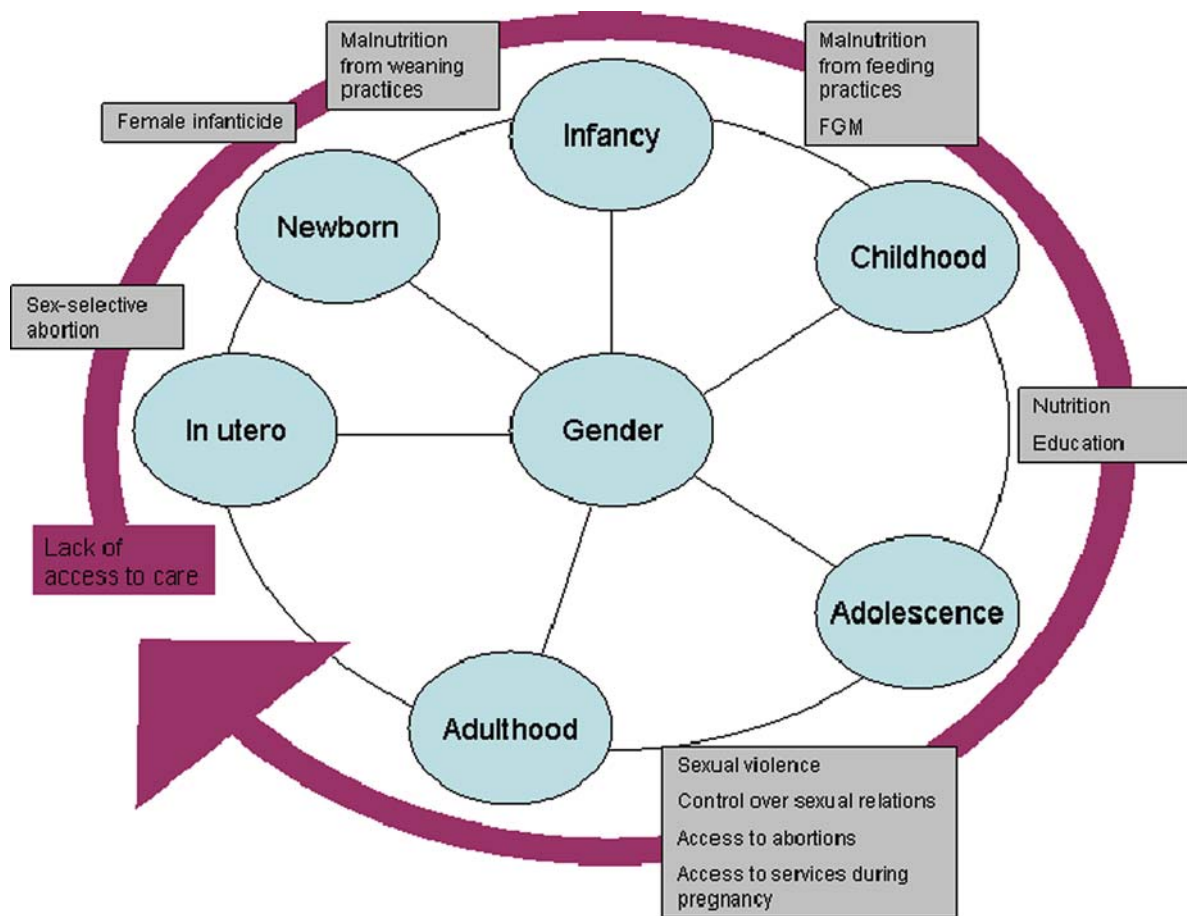 Malnutrition
from weaning
practices
Malnutrition
from feeding
practices
FGM
Female infanticide
Infancy
Newborn
Childhood
Sex-selective
abortion
In utero
Gender
Nutrition
Education
Lack of
access to care
Adolescence
Adulthood
Sexual violence
Control over sexual relations
Access to abortions
Access to services during
pregnancy